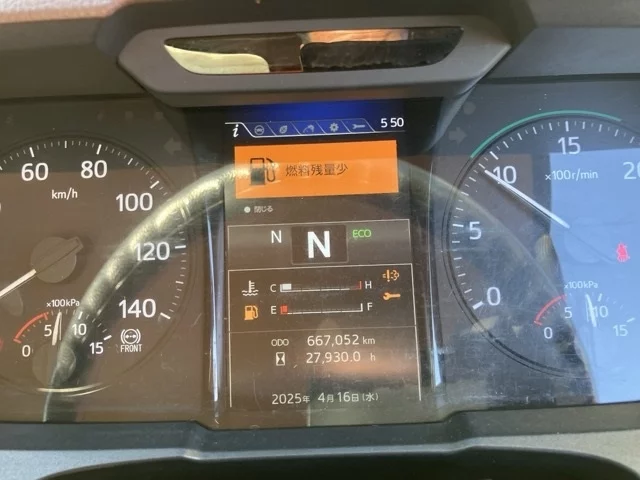 i
5 50
燃料残量少
閉じる
N N ECO
C H
E F
ODO 667,052 km
27,930.0 h
2025年 4月16日(水)
60 80 100 120 140
km/h
×100kPa
0 5 10 15
FRONT
0 5 10 15 20
×100r/min
×100kPa
0 5 10 15